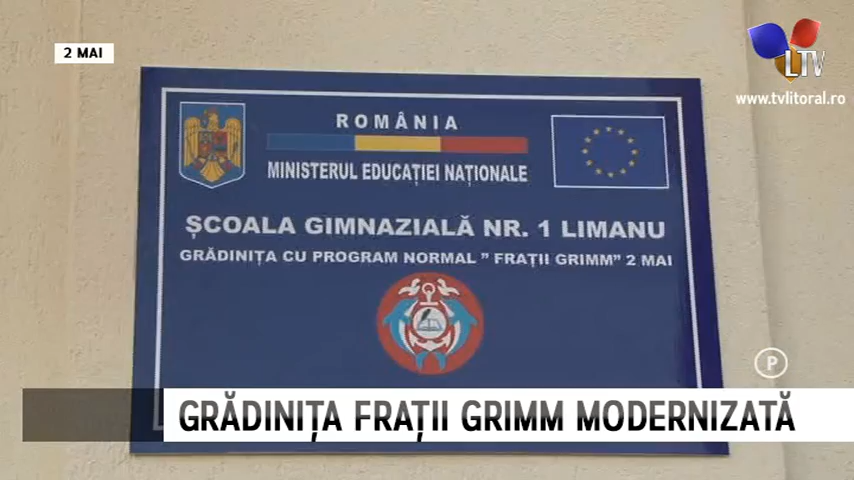 2 MAI
LTV
www.tvlitoral.ro
ROMÂNIA
MINISTERUL EDUCAȚIEI NAȚIONALE
ȘCOALA GIMNAZIALĂ NR. 1 LIMANU
GRĂDINIȚA CU PROGRAM NORMAL " FRAȚII GRIMM" 2 MAI
P
GRĂDINIȚA FRAȚII GRIMM MODERNIZATĂ